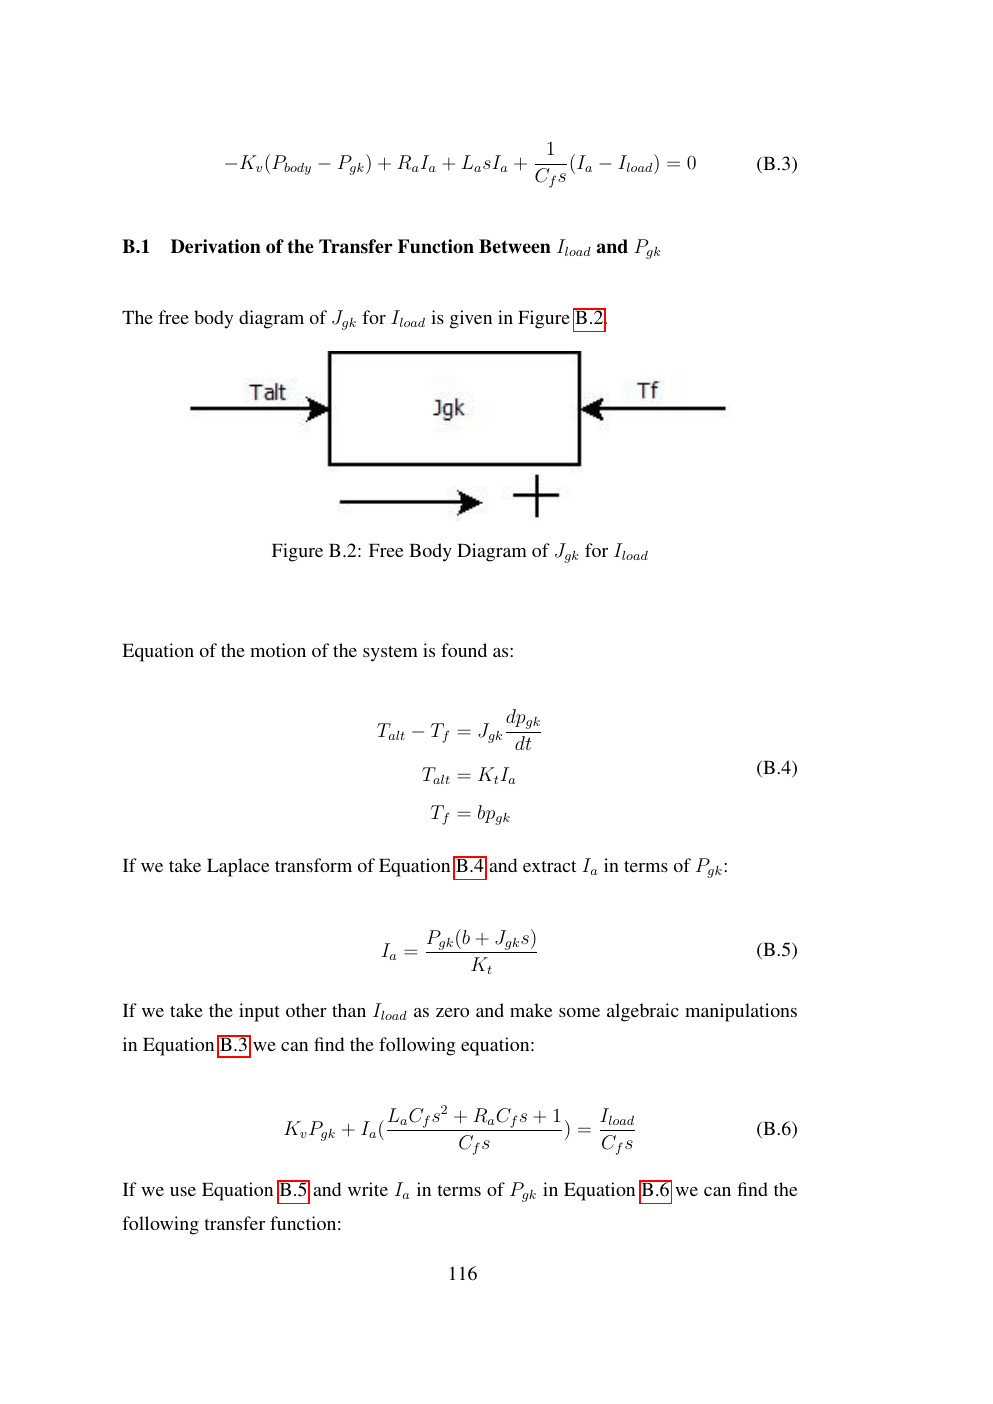 −K_v(P_body − P_gk) + R_aI_a + L_asI_a + \frac{1}{C_fs}(I_a − I_load) = 0 (B.3)
B.1 Derivation of the Transfer Function Between I_load and P_gk
The free body diagram of J_gk for I_load is given in Figure B.2.
Talt Jgk Tf
+
Figure B.2: Free Body Diagram of J_gk for I_load
Equation of the motion of the system is found as:
T_alt − T_f = J_gk \frac{dp_gk}{dt}
T_alt = K_tI_a (B.4)
T_f = bp_gk
If we take Laplace transform of Equation B.4 and extract I_a in terms of P_gk:
I_a = \frac{P_gk(b + J_gks)}{K_t} (B.5)
If we take the input other than I_load as zero and make some algebraic manipulations
in Equation B.3 we can find the following equation:
K_vP_gk + I_a(\frac{L_aC_fs^2 + R_aC_fs + 1}{C_fs}) = \frac{I_load}{C_fs} (B.6)
If we use Equation B.5 and write I_a in terms of P_gk in Equation B.6 we can find the
following transfer function:
116